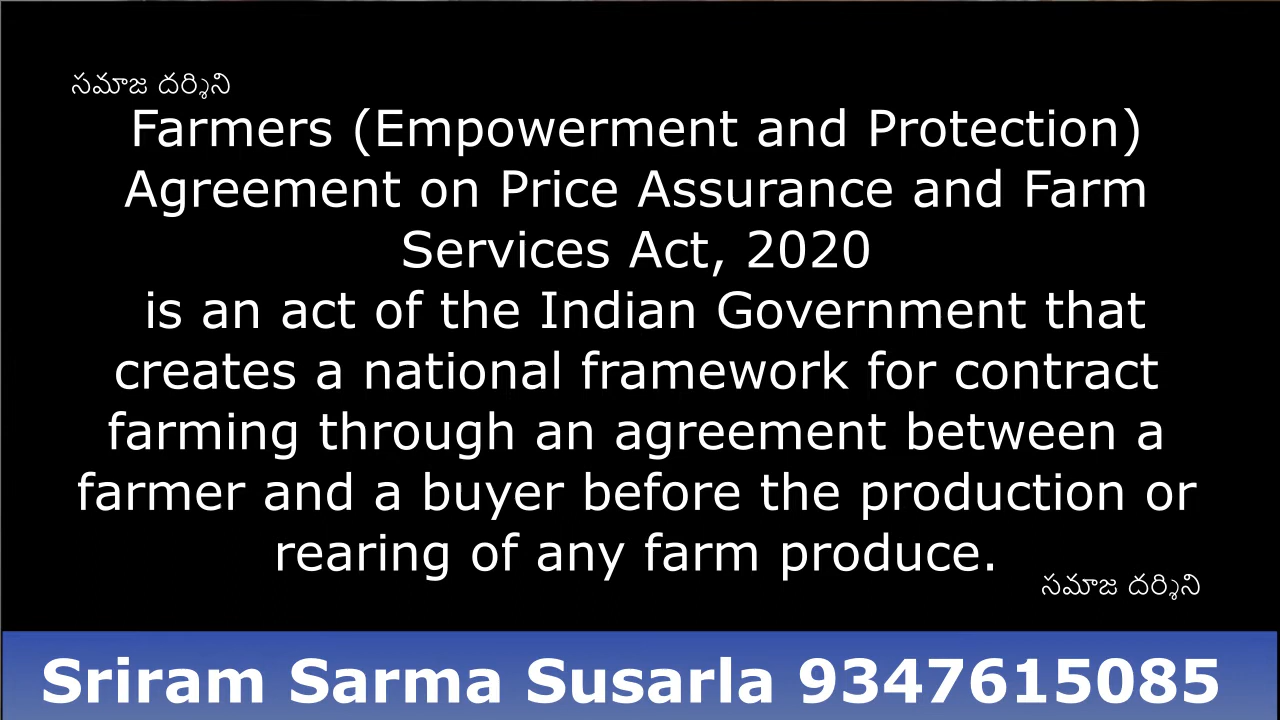 సమాజ దర్శిని
Farmers (Empowerment and Protection)
Agreement on Price Assurance and Farm
Services Act, 2020
is an act of the Indian Government that
creates a national framework for contract
farming through an agreement between a
farmer and a buyer before the production or
rearing of any farm produce.
సమాజ దర్శిని
Sriram Sarma Susarla 9347615085